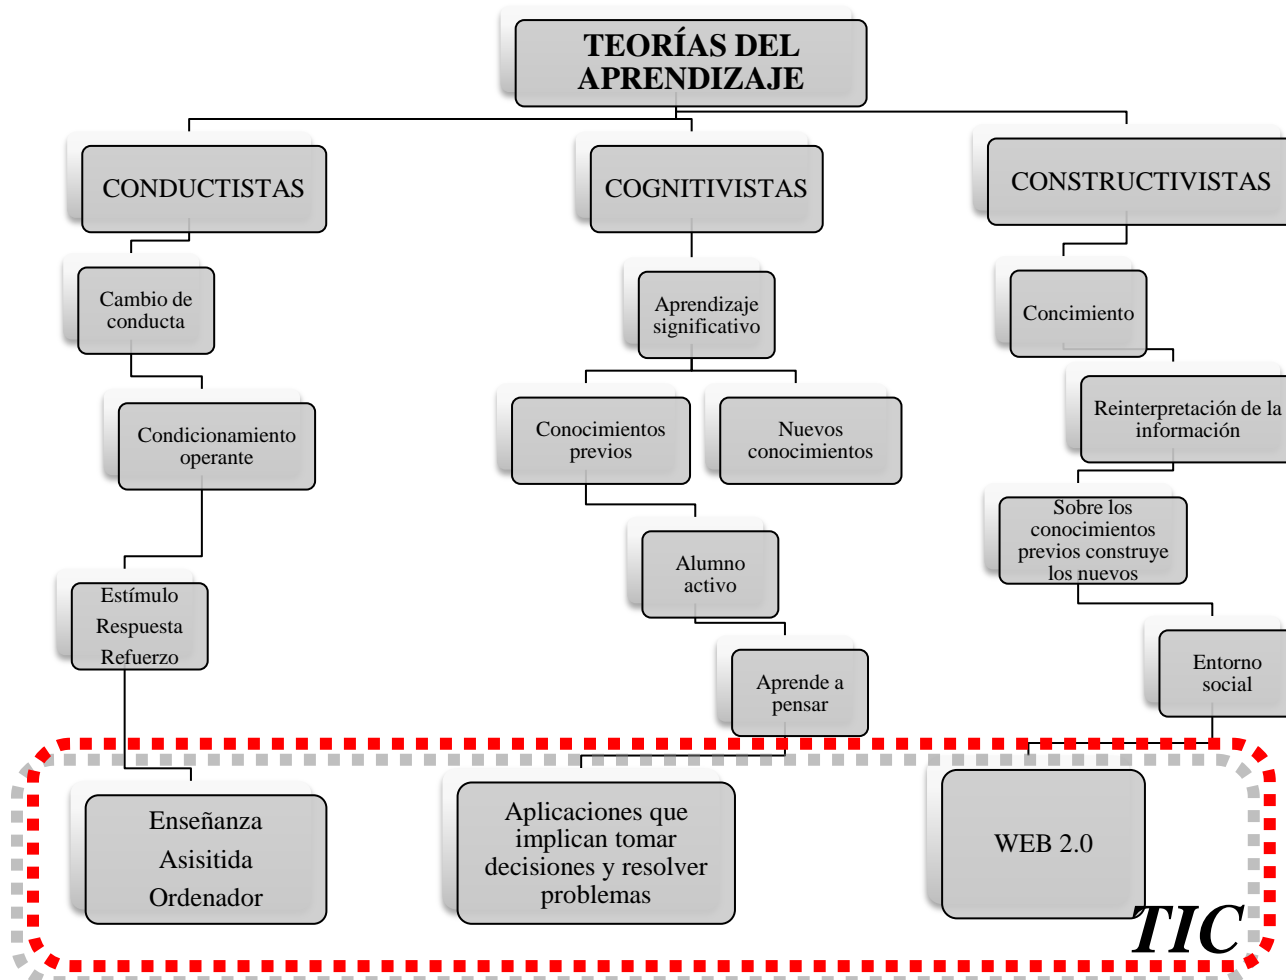 TEORÍAS DEL
APRENDIZAJE
CONDUCTISTAS
COGNITIVISTAS
CONSTRUCTIVISTAS
Cambio de
conducta
Aprendizaje
significativo
Concimiento
Condicionamiento
operante
Conocimientos
previos
Nuevos
conocimientos
Reinterpretación de la
información
Sobre los
conocimientos
previos construye
los nuevos
Alumno
activo
Estímulo
Respuesta
Refuerzo
Aprende a
pensar
Entorno
social
Enseñanza
Asisitida
Ordenador
Aplicaciones que
implican tomar
decisiones y resolver
problemas
WEB 2.0
TIC